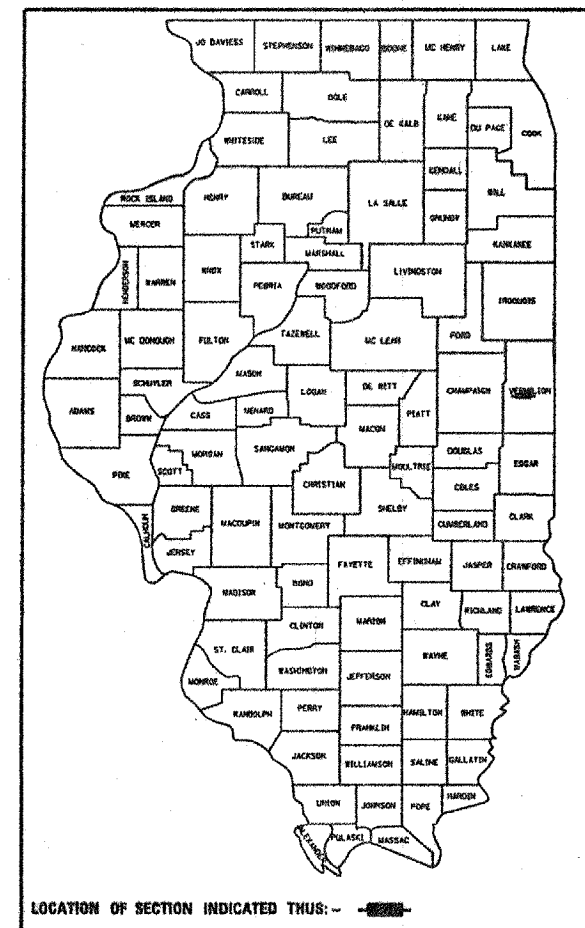 JO DAVIESS STEPHENSON WINNEBAGO BOONE MC HENRY LAKE
CARROLL OGLE DE KALB KANE DU PAGE COOK
WHITESIDE LEE
KENDALL WILL
ROCK ISLAND HENRY BUREAU LA SALLE GRUNDY
MERCER PUTNAM
STARK MARSHALL KANKAKEE
HENDERSON WARREN KNOX PEORIA WOODFORD LIVINGSTON IROQUOIS
HANCOCK MC DONOUGH FULTON TAZEWELL MC LEAN FORD
MASON
SCHUYLER LOGAN DE WITT CHAMPAIGN VERMILION
ADAMS BROWN CASS MENARD PIATT
MACON
PIKE SCOTT MORGAN SANGAMON DOUGLAS EDGAR
MOULTRIE
CHRISTIAN COLES
CALHOUN GREENE MACOUPIN MONTGOMERY SHELBY CUMBERLAND CLARK
JERSEY FAYETTE EFFINGHAM JASPER CRAWFORD
MADISON BOND
CLAY RICHLAND LAWRENCE
CLINTON MARION
ST. CLAIR WAYNE EDWARDS WABASH
WASHINGTON JEFFERSON
MONROE
RANDOLPH PERRY HAMILTON WHITE
FRANKLIN
JACKSON WILLIAMSON SALINE GALLATIN
UNION JOHNSON POPE HARDIN
ALEXANDER PULASKI MASSAC
LOCATION OF SECTION INDICATED THUS:-